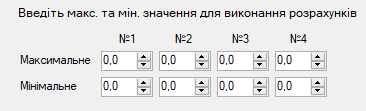 Введіть макс. та мін. значення для виконання розрахунків
№1 №2 №3 №4
Максимальне 0,0 0,0 0,0 0,0
Мінімальне 0,0 0,0 0,0 0,0